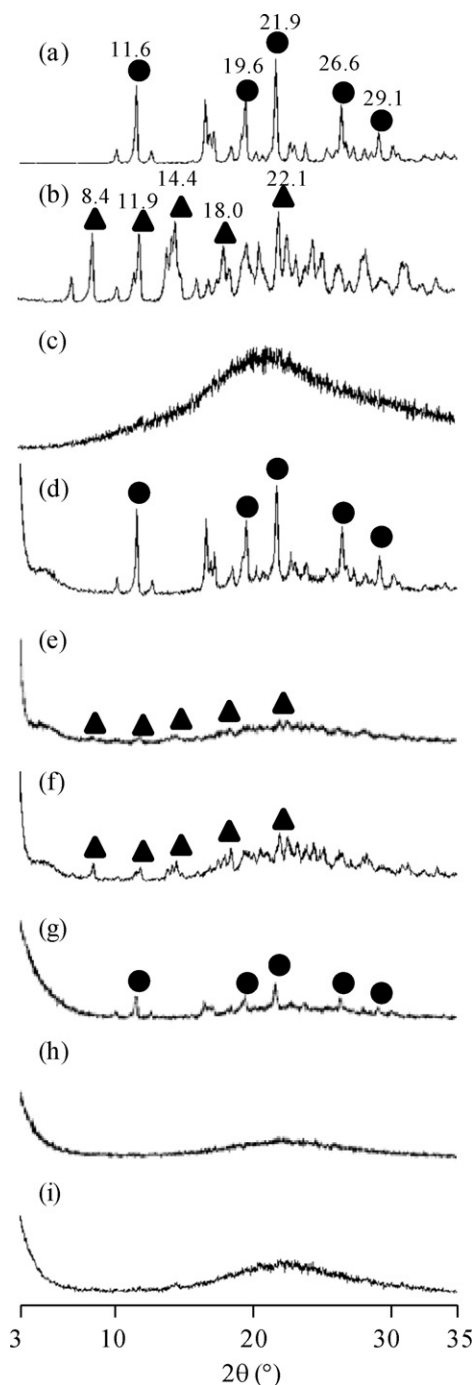 (a)
11.6
19.6
21.9
26.6
29.1
(b)
8.4
11.9
14.4
18.0
22.1
(c)
(d)
(e)
(f)
(g)
(h)
(i)
3 10 20 30 35
2θ (°)